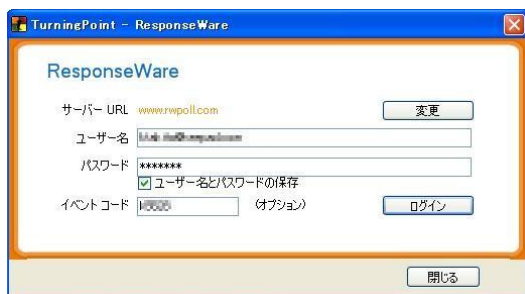 TurningPoint - ResponseWare
ResponseWare
サーバー URL www.rwpoll.com 変更
ユーザー名
パスワード *******
ユーザー名とパスワードの保存
イベントコード (オプション) ログイン
閉じる